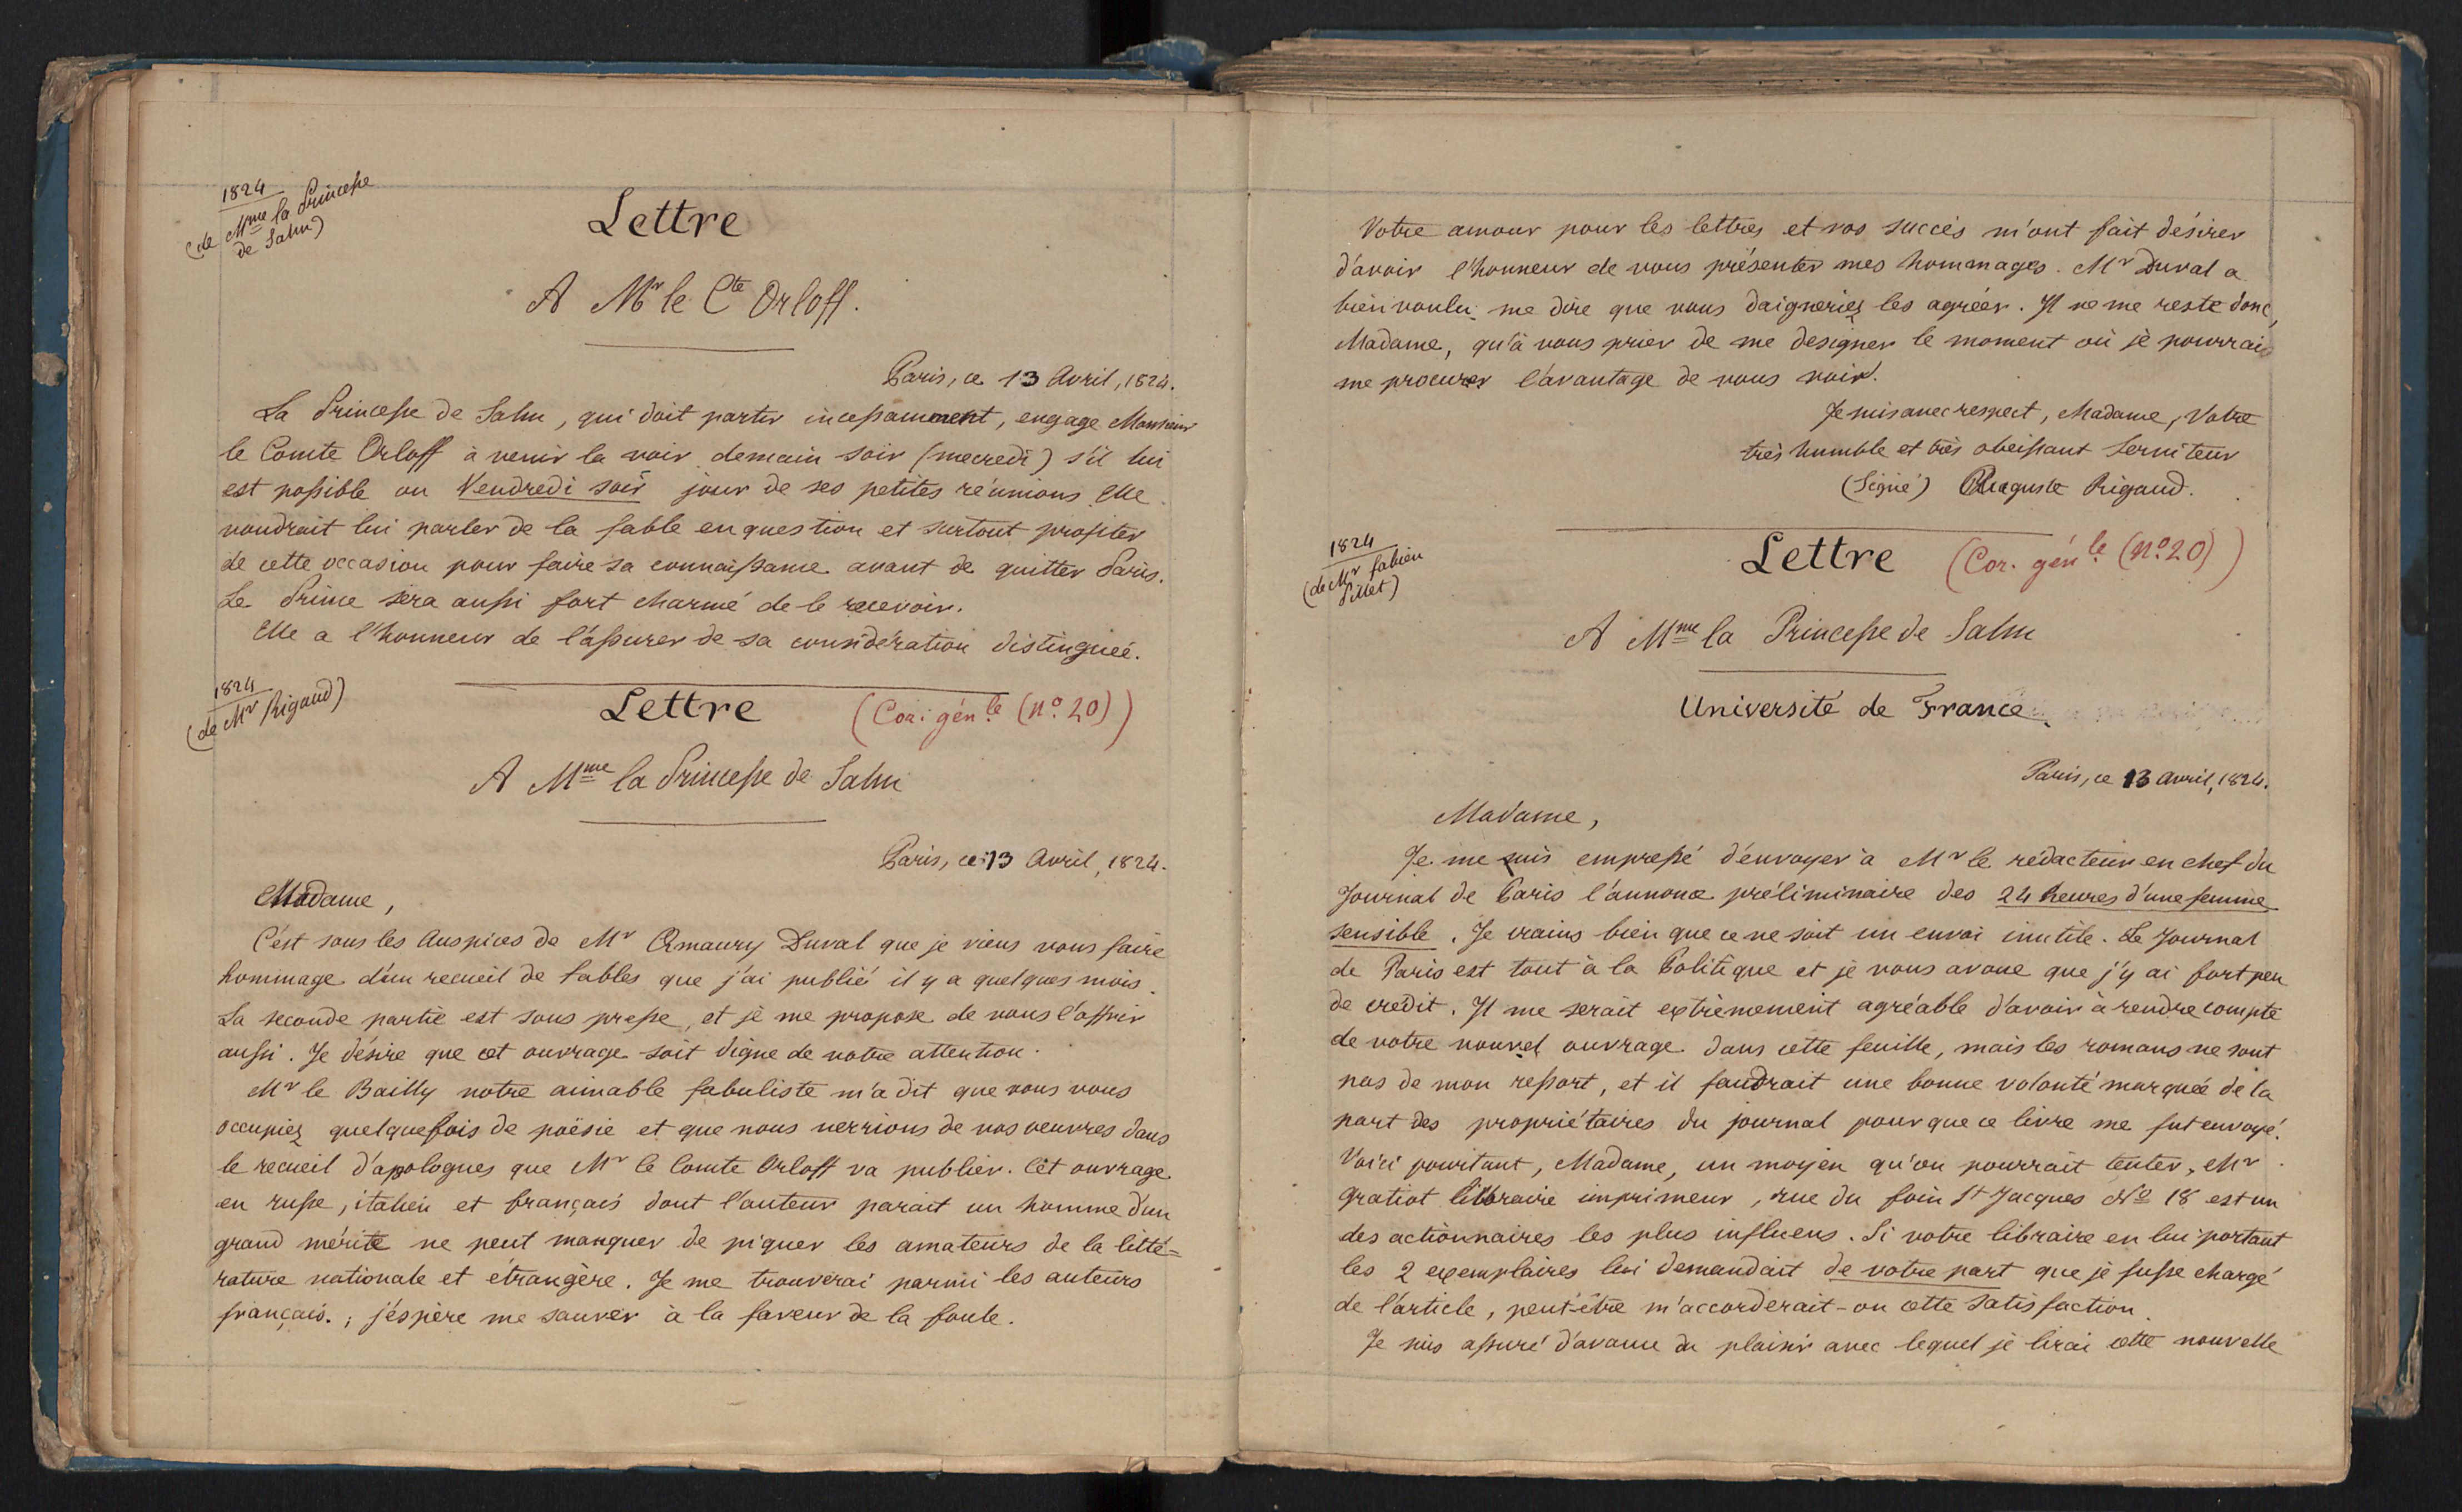 1824
(de Mme la Princesse
de Salm)
Lettre
A Mr le Cte Orloff.
Paris, ce 13 Avril, 1824.
La Princesse de Salm, qui doit partir incessamment, engage Monsieur
le Comte Orloff à venir la voir demain soir (mecredi) s'il lui
est possible ou Vendredi soir jour de ses petites réunions. Elle
voudrait lui parler de la fable en question et surtout profiter
de cette occasion pour faire sa connaissance avant de quitter Paris.
Le Prince sera aussi fort charmé de le recevoir.
Elle a l'honneur de l'assurer de sa considération distinguée.
1824
(de Mr Rigaud)
Lettre (Cor. génle (no. 20))
A Mme la Princesse de Salm
Paris, ce 13 Avril, 1824.
Madame,
C'est sous les Auspices de Mr Amaury Duval que je viens vous faire
hommage d'un recueil de fables que j'ai publié il y a quelques mois.
La seconde partie est sous presse, et je me propose de vous l'offrir
aussi. Je désire que cet ouvrage soit digne de votre attention.
Mr le Bailly notre aimable fabuliste m'a dit que vous vous
occupiez quelquefois de poësie et que nous verrions de vos oeuvres dans
le recueil d'apologues que Mr le Comte Orloff va publier. Cet ouvrage
en russe, italien et français dont l'auteur parait un homme d'un
grand mérite ne peut manquer de piquer les amateurs de la litté=
rature nationale et etrangère. Je me trouverai parmi les auteurs
français. ; j'éspère me sauver à la faveur de la foule.
Votre amour pour les lettres et vos succès m'ont fait désirer
d'avoir l'honneur de vous présenter mes hommages. Mr Duval a
bien voulu me dire que vous daigneriez les agréer. Il ne me reste donc,
Madame, qu'à vous prier de me designer le moment où je pourrais
me procurer l'avantage de vous voir.
Je suis avec respect, Madame, Votre
très humble et très obeissant Serviteur
(Signé) Auguste Rigaud.
1824
(de Mr fabien
Pillet)
Lettre (Cor. génle (no. 20))
A Mme la Princesse de Salm
Université de France.
Paris, ce 13 avril, 1824.
Madame,
Je me suis empressé d'envoyer à Mr le rédacteur en chef du
Journal de Paris l'annonce préliminaire des 24 heures d'une femme
sensible. Je crains bien que ce ne soit un envoi inutile. Le Journal
de Paris est tout à la Politique et je vous avoue que j'y ai fort peu
de credit. Il me serait extrèmement agréable d'avoir à rendre compte
de votre nouvel ouvrage dans cette feuille, mais les romans ne sont
pas de mon ressort, et il faudrait une bonne volonté marquée de la
part des propriétaires du journal pour que ce livre me fut envoyé.
Voici pourtant, Madame, un moyen qu'on pourrait tenter, Mr
Gratiot libraire imprimeur, rue du foin St Jacques No 18 est un
des actionnaires les plus influens. Si votre libraire en lui portant
les 2 exemplaires lui demandait de votre part que je fusse chargé
de l'article, peut-être m'accorderait-on cette satisfaction.
Je suis assuré d'avance du plaisir avec lequel je lirai cette nouvelle